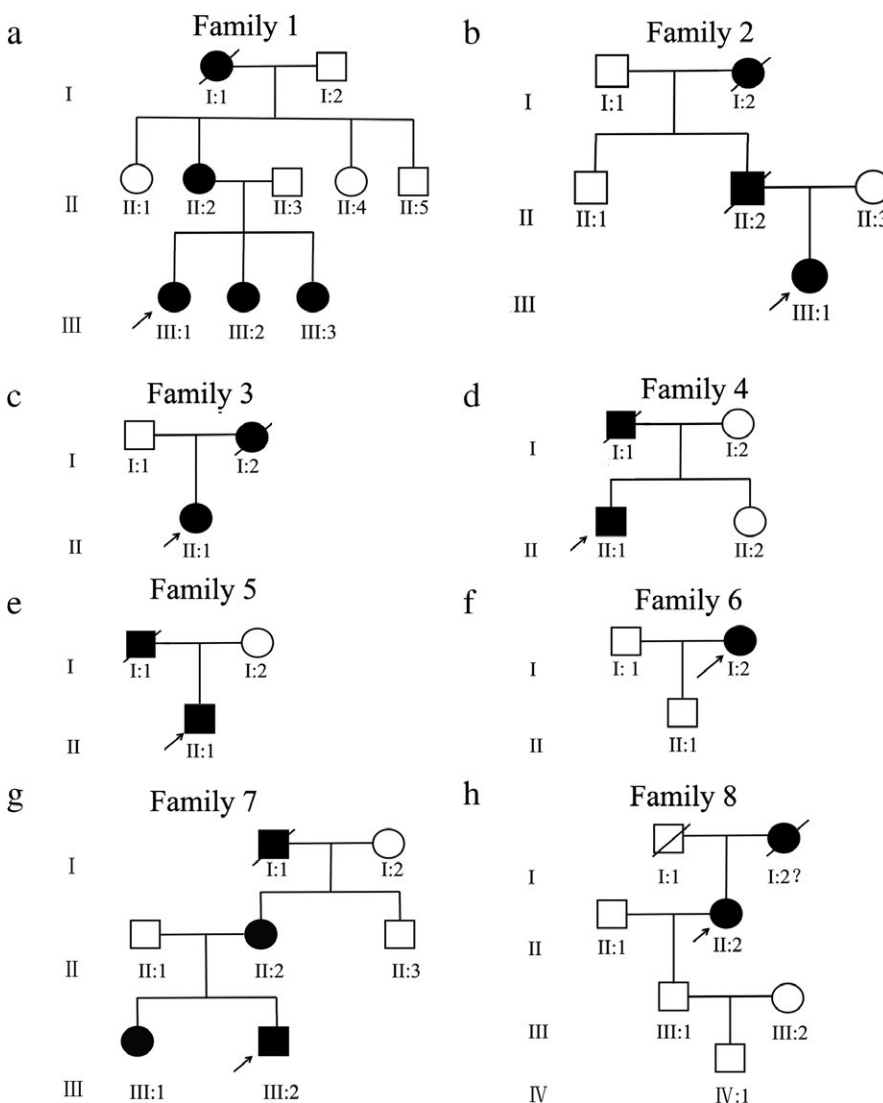 a
Family 1
I
I:1
I:2
II
II:1
II:2
II:3
II:4
II:5
III
III:1
III:2
III:3
b
Family 2
I
I:1
I:2
II
II:1
II:2
II:3
III
III:1
c
Family 3
I
I:1
I:2
II
II:1
d
Family 4
I
I:1
I:2
II
II:1
II:2
e
Family 5
I
I:1
I:2
II
II:1
f
Family 6
I
I: 1
I:2
II
II:1
g
Family 7
I
I:1
I:2
II
II:1
II:2
II:3
III
III:1
III:2
h
Family 8
I
I:1
I:2?
II
II:1
II:2
III
III:1
III:2
IV
IV:1